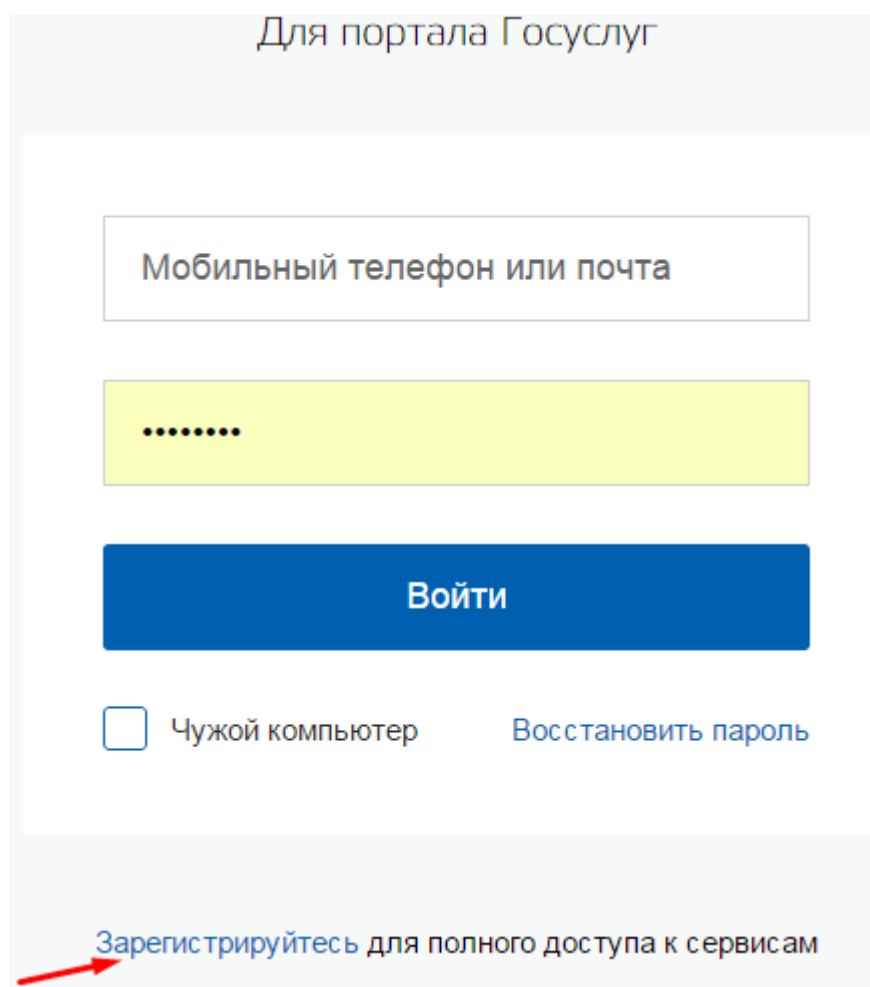 Для портала Госуслуг
Мобильный телефон или почта
••••••••
Войти
Чужой компьютер
Восстановить пароль
Зарегистрируйтесь для полного доступа к сервисам